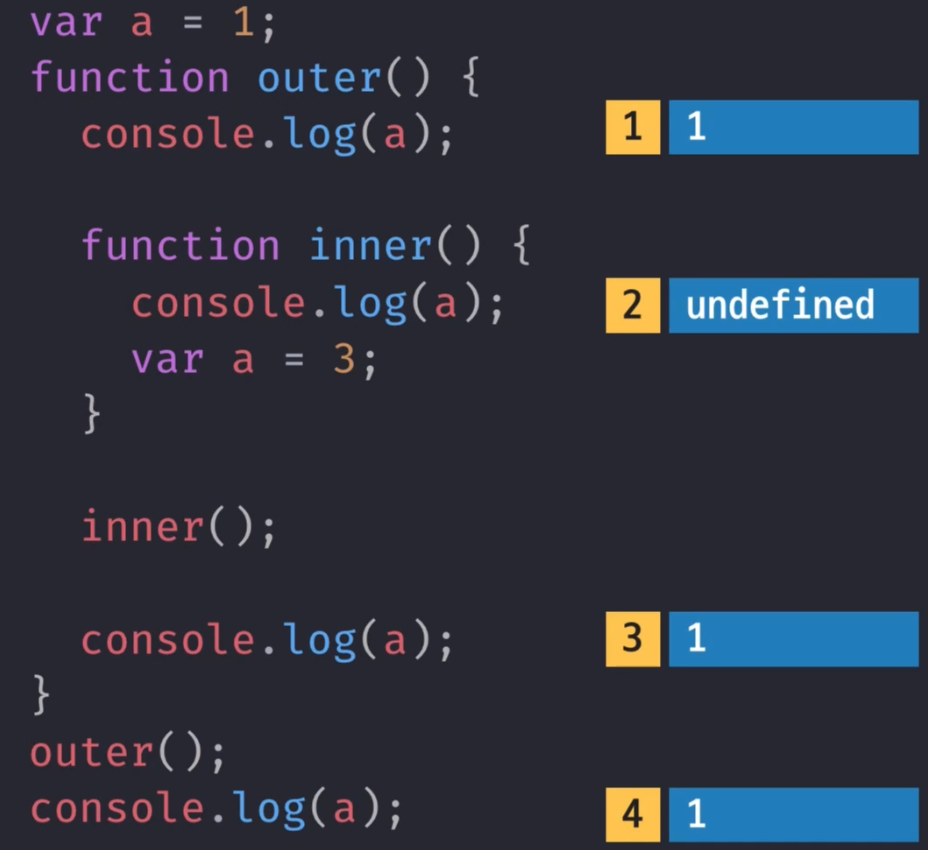 var a = 1;
function outer() {
  console.log(a); 1 1
  function inner() {
    console.log(a); 2 undefined
    var a = 3;
  }
  inner();
  console.log(a); 3 1
}
outer();
console.log(a); 4 1